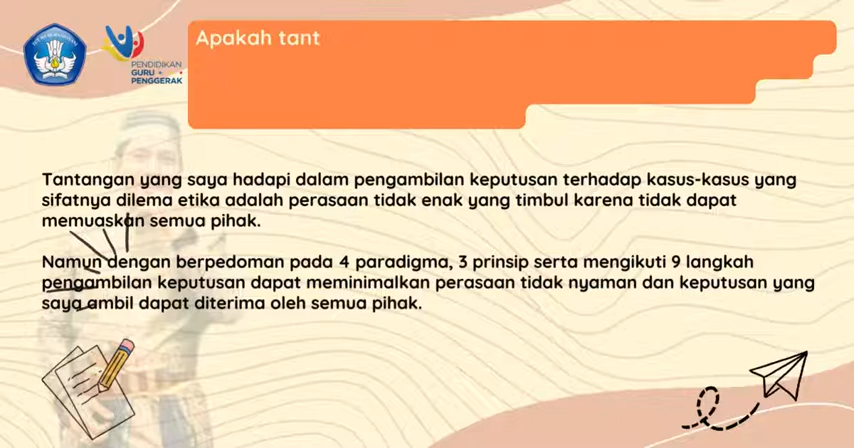 PENDIDIKAN
GURU
PENGGERAK
Apakah tant
Tantangan yang saya hadapi dalam pengambilan keputusan terhadap kasus-kasus yang
sifatnya dilema etika adalah perasaan tidak enak yang timbul karena tidak dapat
memuaskan semua pihak.
Namun dengan berpedoman pada 4 paradigma, 3 prinsip serta mengikuti 9 langkah
pengambilan keputusan dapat meminimalkan perasaan tidak nyaman dan keputusan yang
saya ambil dapat diterima oleh semua pihak.